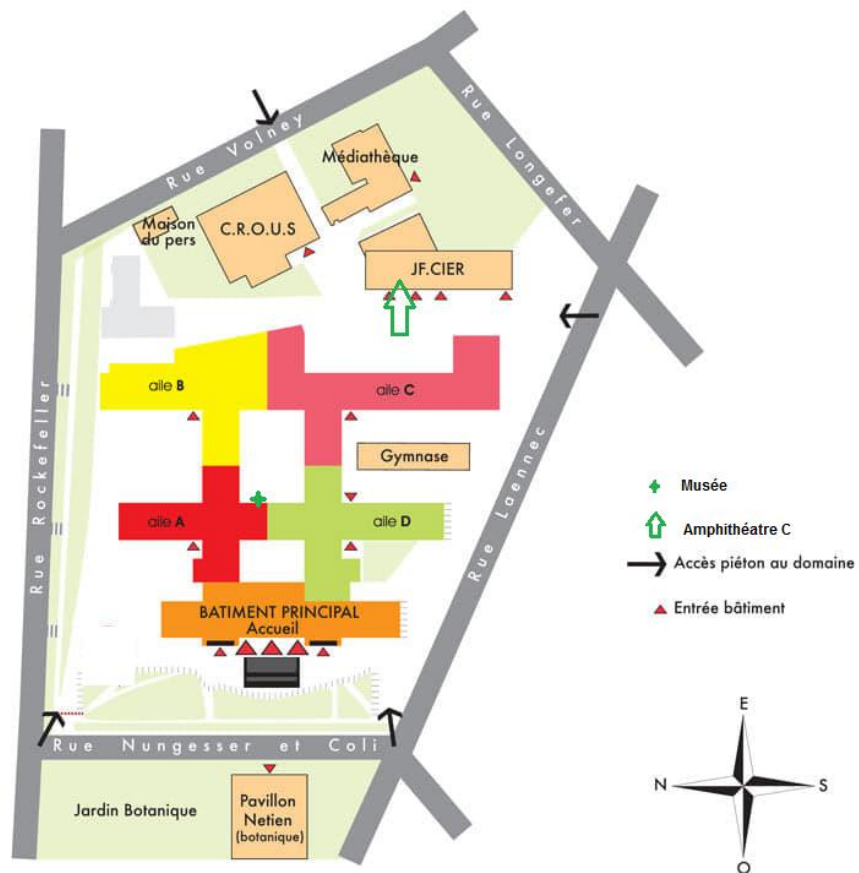 Rue Volney
Rue Longefer
Médiathèque
Maison
du pers
C.R.O.U.S
JF.CIER
aile B
aile C
Gymnase
Rue Rockefeller
Rue Laennec
aile A
aile D
BATIMENT PRINCIPAL
Accueil
Musée
Amphithéatre C
Accès piéton au domaine
Entrée bâtiment
Rue Nungesser et Coli
Jardin Botanique
Pavillon
Netien
(botanique)
E
N
S
O